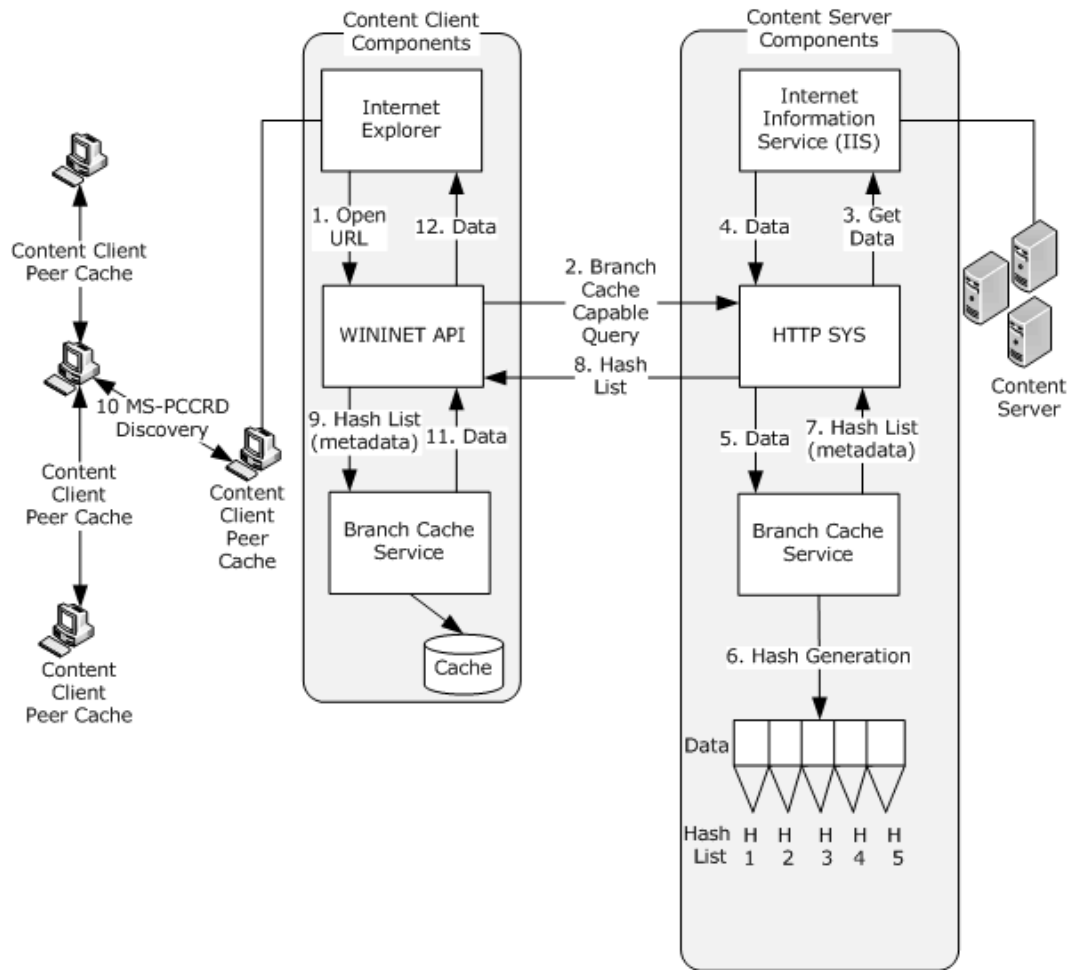 Content Client
Components
Content Server
Components
Internet
Explorer
Internet
Information
Service (IIS)
1. Open
URL
12. Data
4. Data
3. Get
Data
Content Client
Peer Cache
2. Branch
Cache
Capable
Query
WININET API
HTTP SYS
8. Hash
List
Content
Server
10 MS-PCCRD
Discovery
9. Hash List
(metadata)
11. Data
5. Data
7. Hash List
(metadata)
Content
Client
Peer Cache
Content
Client
Peer
Cache
Branch Cache
Service
Branch Cache
Service
Cache
6. Hash Generation
Content
Client
Peer Cache
Data
Hash
List
H H H H H
1 2 3 4 5